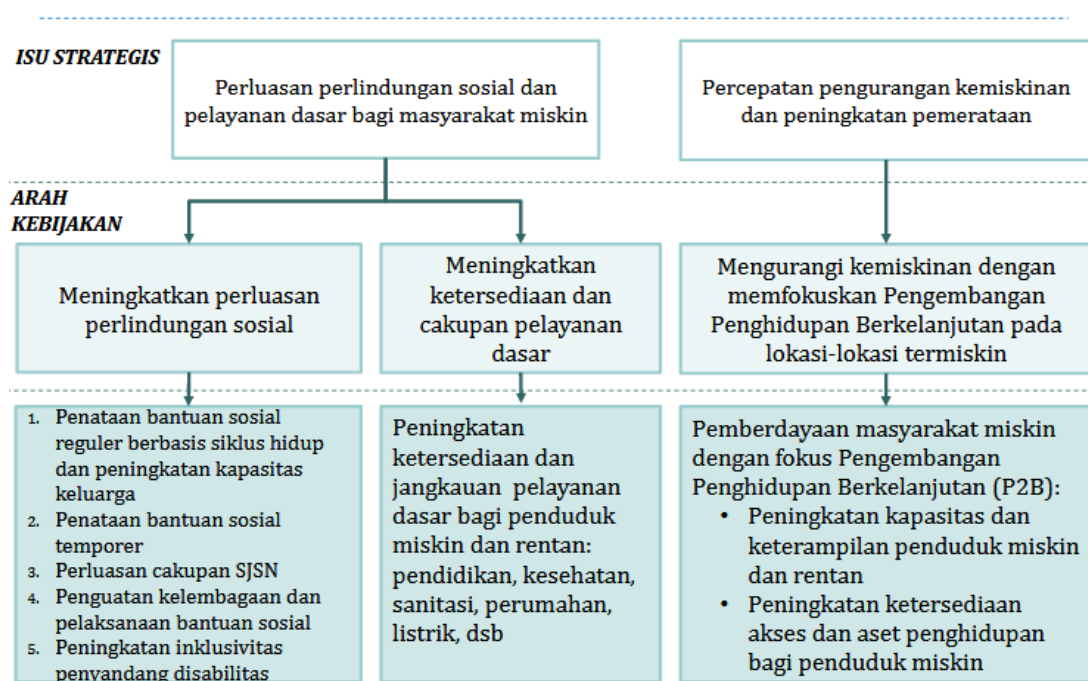 ISU STRATEGIS
Perluasan perlindungan sosial dan
pelayanan dasar bagi masyarakat miskin
Percepatan pengurangan kemiskinan
dan peningkatan pemerataan
ARAH
KEBIJAKAN
Meningkatkan perluasan
perlindungan sosial
Meningkatkan
ketersediaan dan
cakupan pelayanan
dasar
Mengurangi kemiskinan dengan
memfokuskan Pengembangan
Penghidupan Berkelanjutan pada
lokasi-lokasi termiskin
1. Penataan bantuan sosial
reguler berbasis siklus hidup
dan peningkatan kapasitas
keluarga
2. Penataan bantuan sosial
temporer
3. Perluasan cakupan SJSN
4. Penguatan kelembagaan dan
pelaksanaan bantuan sosial
5. Peningkatan inklusivitas
penyandang disabilitas
Peningkatan
ketersediaan dan
jangkauan pelayanan
dasar bagi penduduk
miskin dan rentan:
pendidikan, kesehatan,
sanitasi, perumahan,
listrik, dsb
Pemberdayaan masyarakat miskin
dengan fokus Pengembangan
Penghidupan Berkelanjutan (P2B):
• Peningkatan kapasitas dan
keterampilan penduduk miskin
dan rentan
• Peningkatan ketersediaan
akses dan aset penghidupan
bagi penduduk miskin